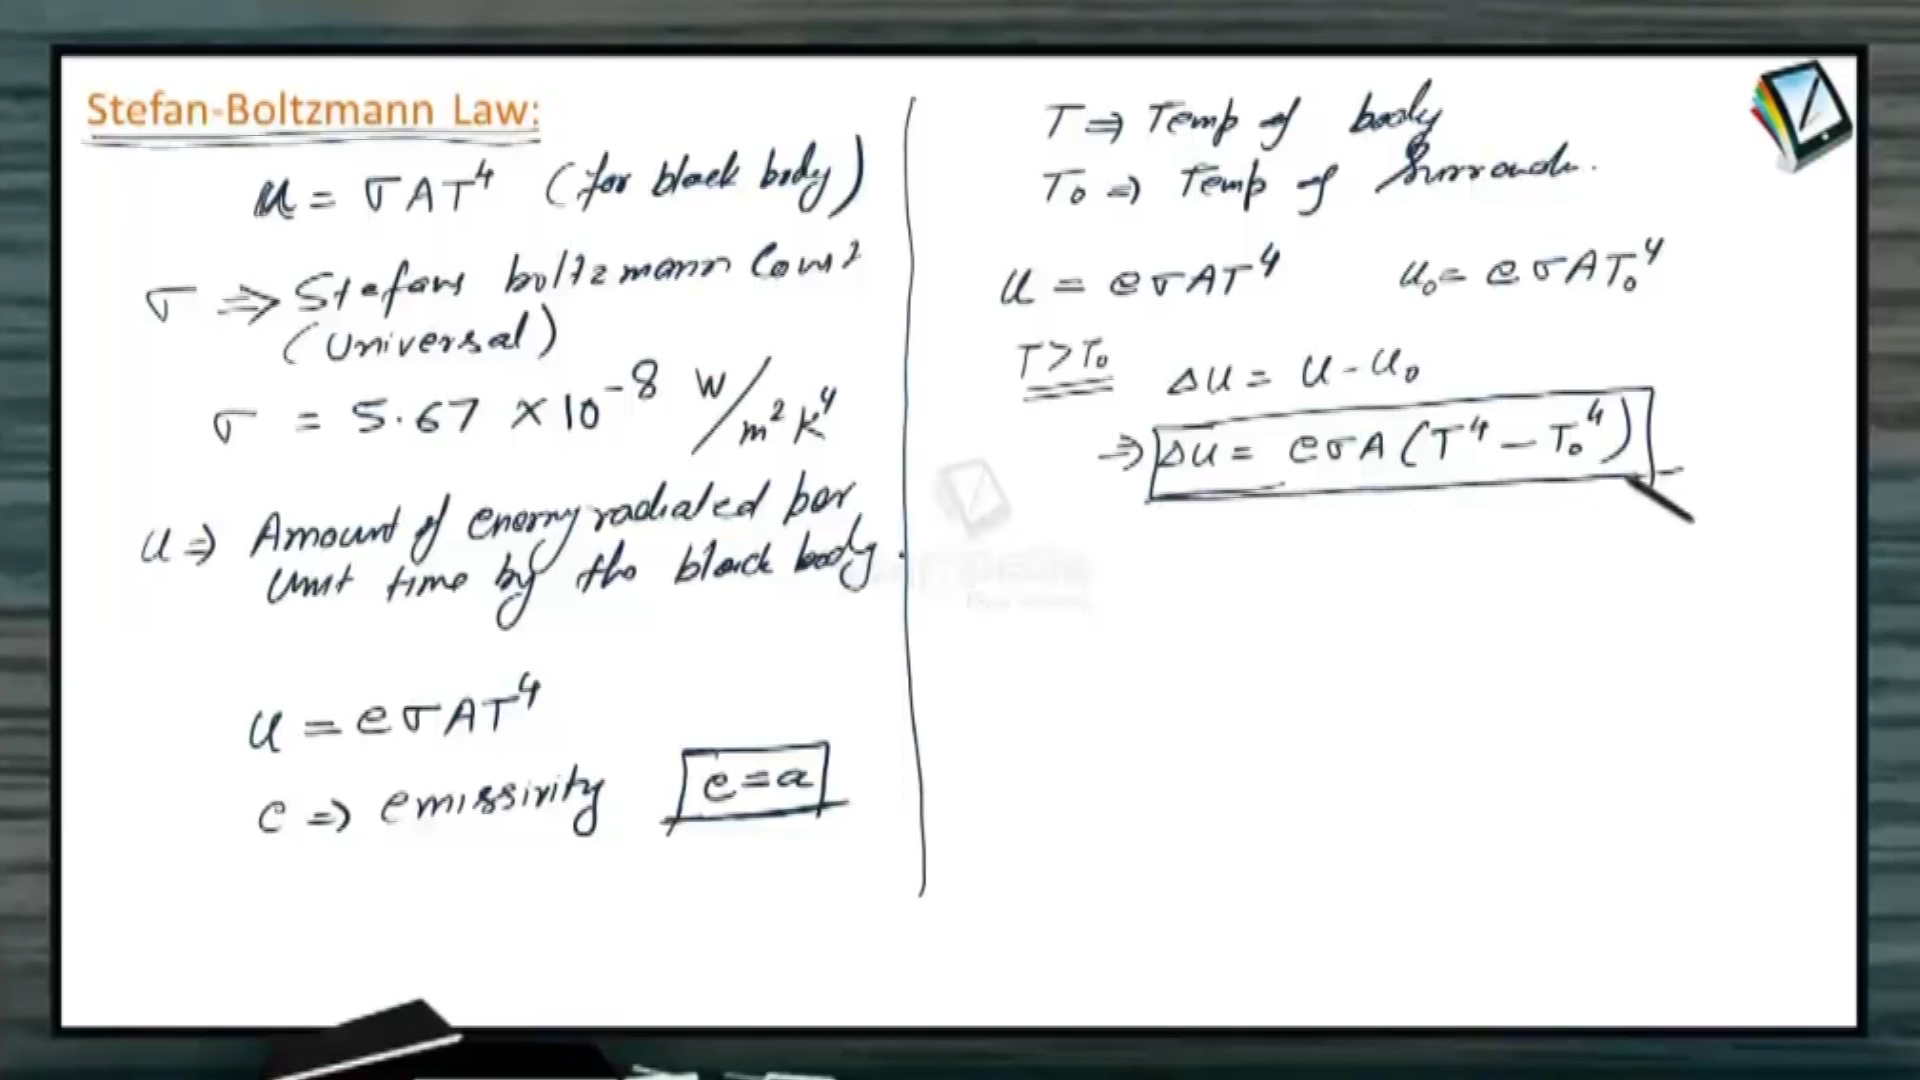 Stefan-Boltzmann Law:
u = σAT⁴ (for black body)
σ ⇒ Stefans boltzmann Const
(Universal)
σ = 5.67 × 10⁻⁸ W/m²K⁴
u ⇒ Amount of energy radiated per
unit time by the black body.
u = eσAT⁴
e ⇒ emissivity e = a
T ⇒ Temp of body
T₀ ⇒ Temp of
u = eσAT⁴ u₀ = eσAT₀⁴
T > T₀ Δu = u - u₀
⇒ Δu = eσA(T⁴ - T₀⁴)